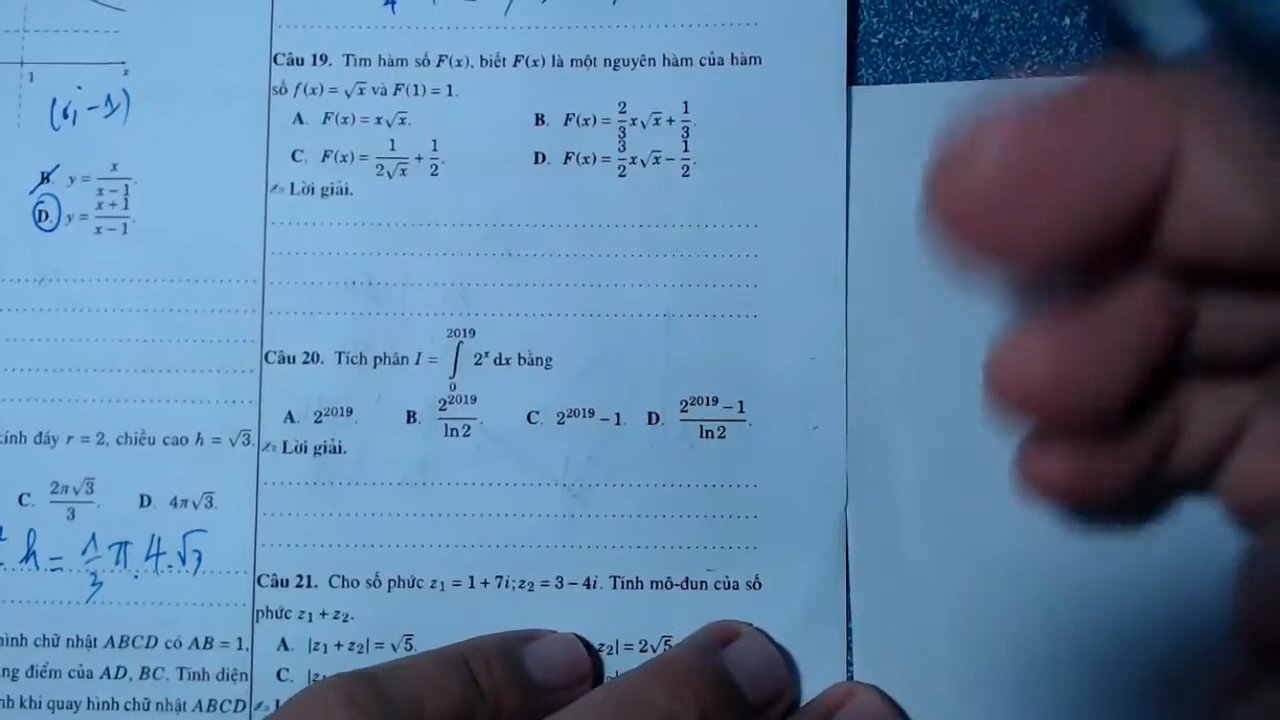 1
x
(0; -1)
B. y = x/(x − 1).
D. y = (x + 1)/(x − 1).
kính đáy r = 2, chiều cao h = √3.
C. 2π√3/3. D. 4π√3.
h = 1/3 π.4.√3
hình chữ nhật ABCD có AB = 1,
điểm của AD, BC. Tính diện
khi quay hình chữ nhật ABCD
Câu 19. Tìm hàm số F(x), biết F(x) là một nguyên hàm của hàm
số f(x) = √x và F(1) = 1.
A. F(x) = x√x. B. F(x) = 2/3 x√x + 1/3.
C. F(x) = 1/(2√x) + 1/2. D. F(x) = 3/2 x√x − 1/2.
Lời giải.
Câu 20. Tích phân I = ∫₀²⁰¹⁹ 2ˣ dx bằng
A. 2²⁰¹⁹. B. 2²⁰¹⁹/ln2. C. 2²⁰¹⁹ − 1. D. (2²⁰¹⁹ − 1)/ln2.
Lời giải.
Câu 21. Cho số phức z₁ = 1 + 7i; z₂ = 3 − 4i. Tính mô-đun của số
phức z₁ + z₂.
A. |z₁ + z₂| = √5. z₂| = 2√5
C.